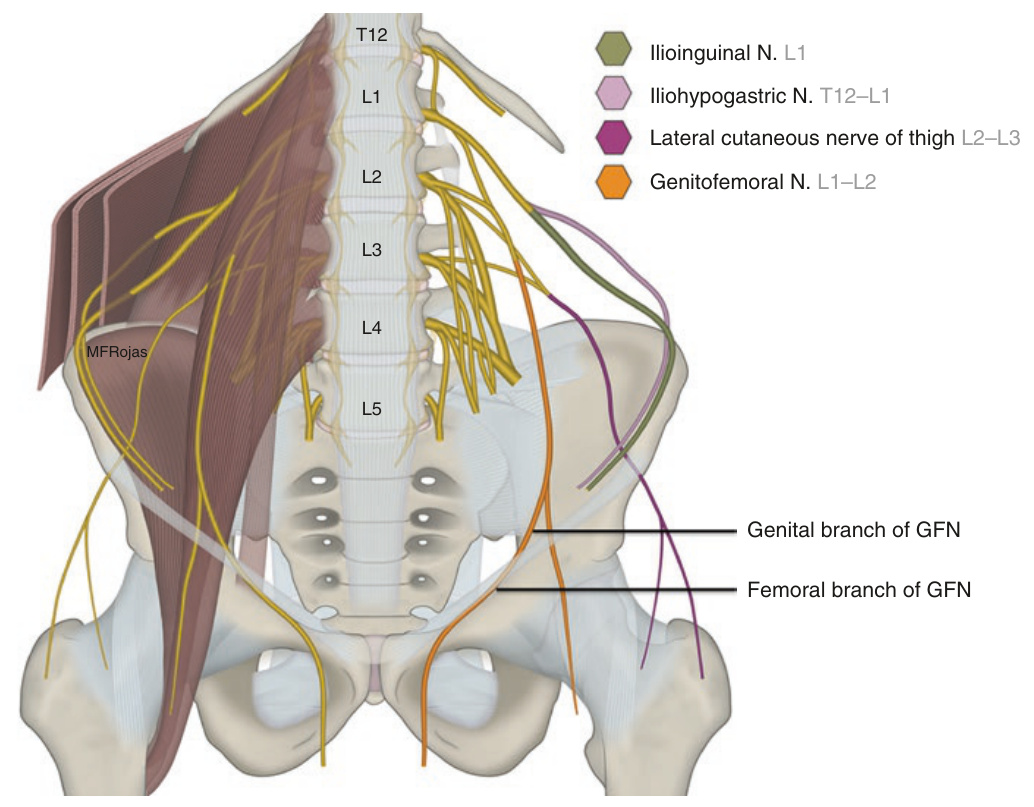 T12
L1
L2
L3
L4
L5
MFRojas
Ilioinguinal N. L1
Iliohypogastric N. T12–L1
Lateral cutaneous nerve of thigh L2–L3
Genitofemoral N. L1–L2
Genital branch of GFN
Femoral branch of GFN